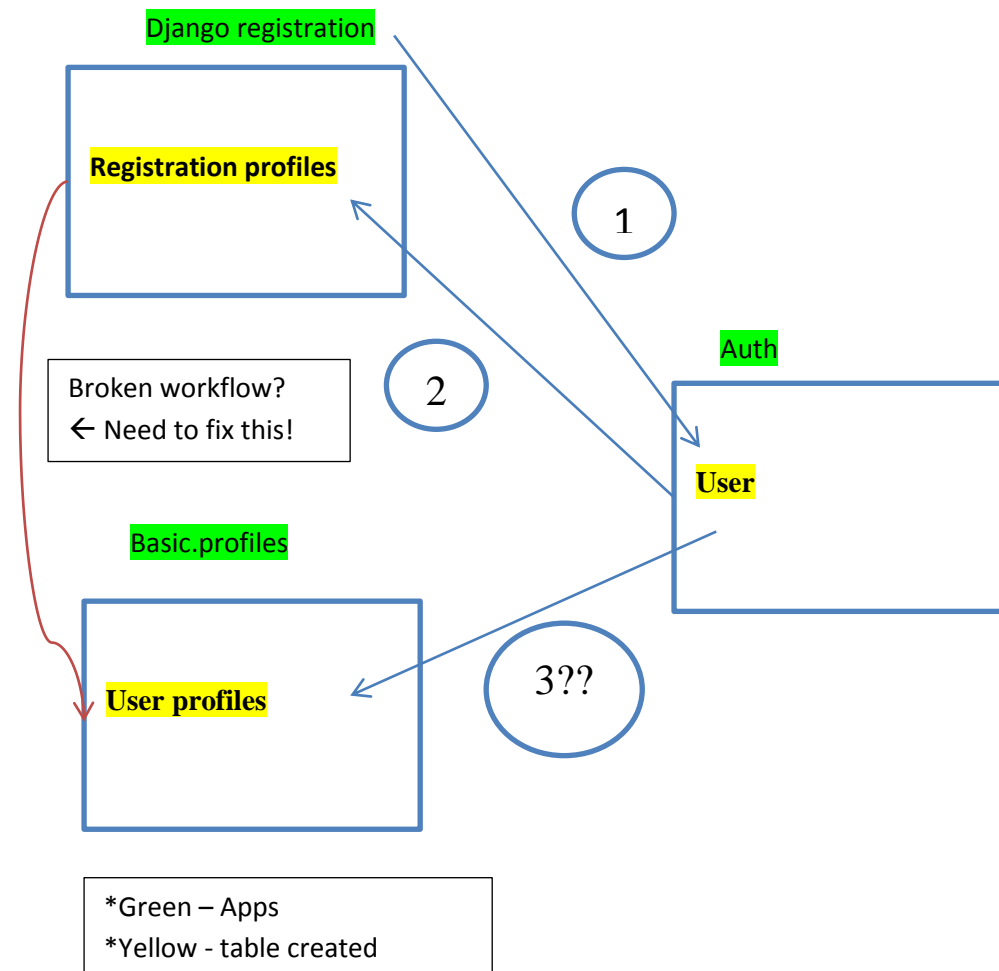 Django registration
Registration profiles
1
Auth
Broken workflow?
← Need to fix this!
2
User
Basic.profiles
3??
User profiles
*Green – Apps
*Yellow - table created